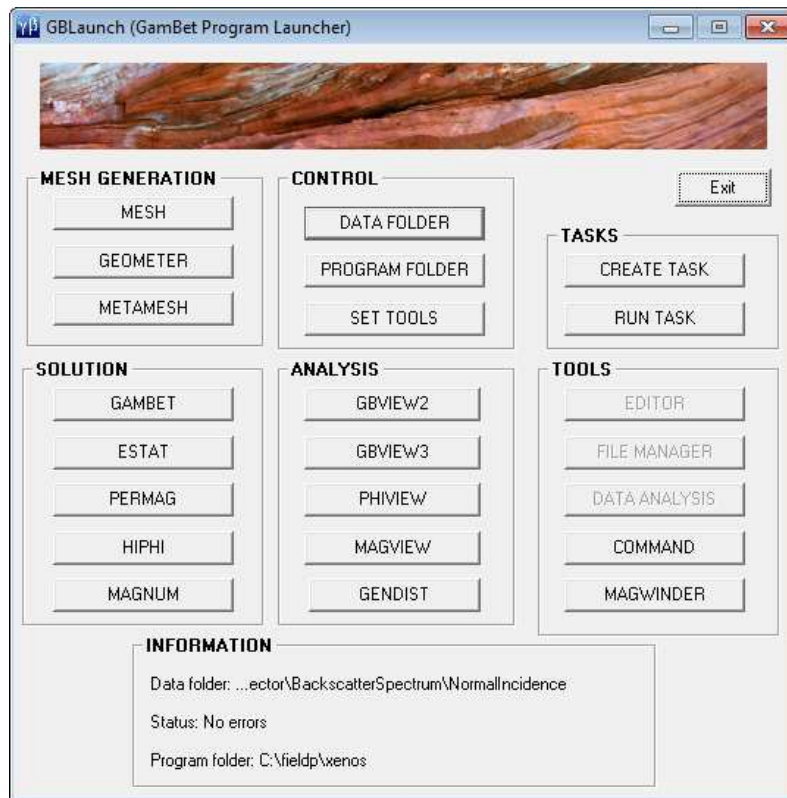 γβ GBLaunch (GamBet Program Launcher)
MESH GENERATION
MESH
GEOMETER
METAMESH
CONTROL
DATA FOLDER
PROGRAM FOLDER
SET TOOLS
Exit
TASKS
CREATE TASK
RUN TASK
SOLUTION
GAMBET
ESTAT
PERMAG
HIPHI
MAGNUM
ANALYSIS
GBVIEW2
GBVIEW3
PHIVIEW
MAGVIEW
GENDIST
TOOLS
EDITOR
FILE MANAGER
DATA ANALYSIS
COMMAND
MAGWINDER
INFORMATION
Data folder: ...ector\BackscatterSpectrum\NormalIncidence
Status: No errors
Program folder: C:\fieldp\xenos